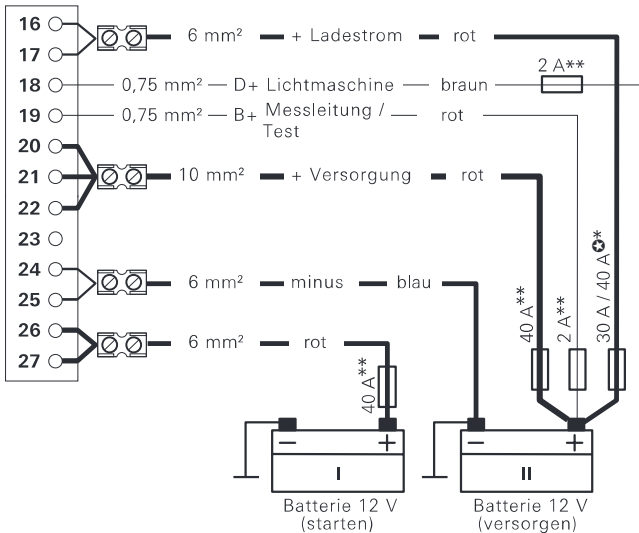 16
6 mm² + Ladestrom rot
17
2 A**
18 0,75 mm² D+ Lichtmaschine braun
19 0,75 mm² B+ Messleitung / rot
Test
20
21 10 mm² + Versorgung rot
22
23
24
6 mm² minus blau
25
26
6 mm² rot
27
40 A**
40 A**
2 A**
30 A / 40 A✪*
− +
I
Batterie 12 V
(starten)
− +
II
Batterie 12 V
(versorgen)